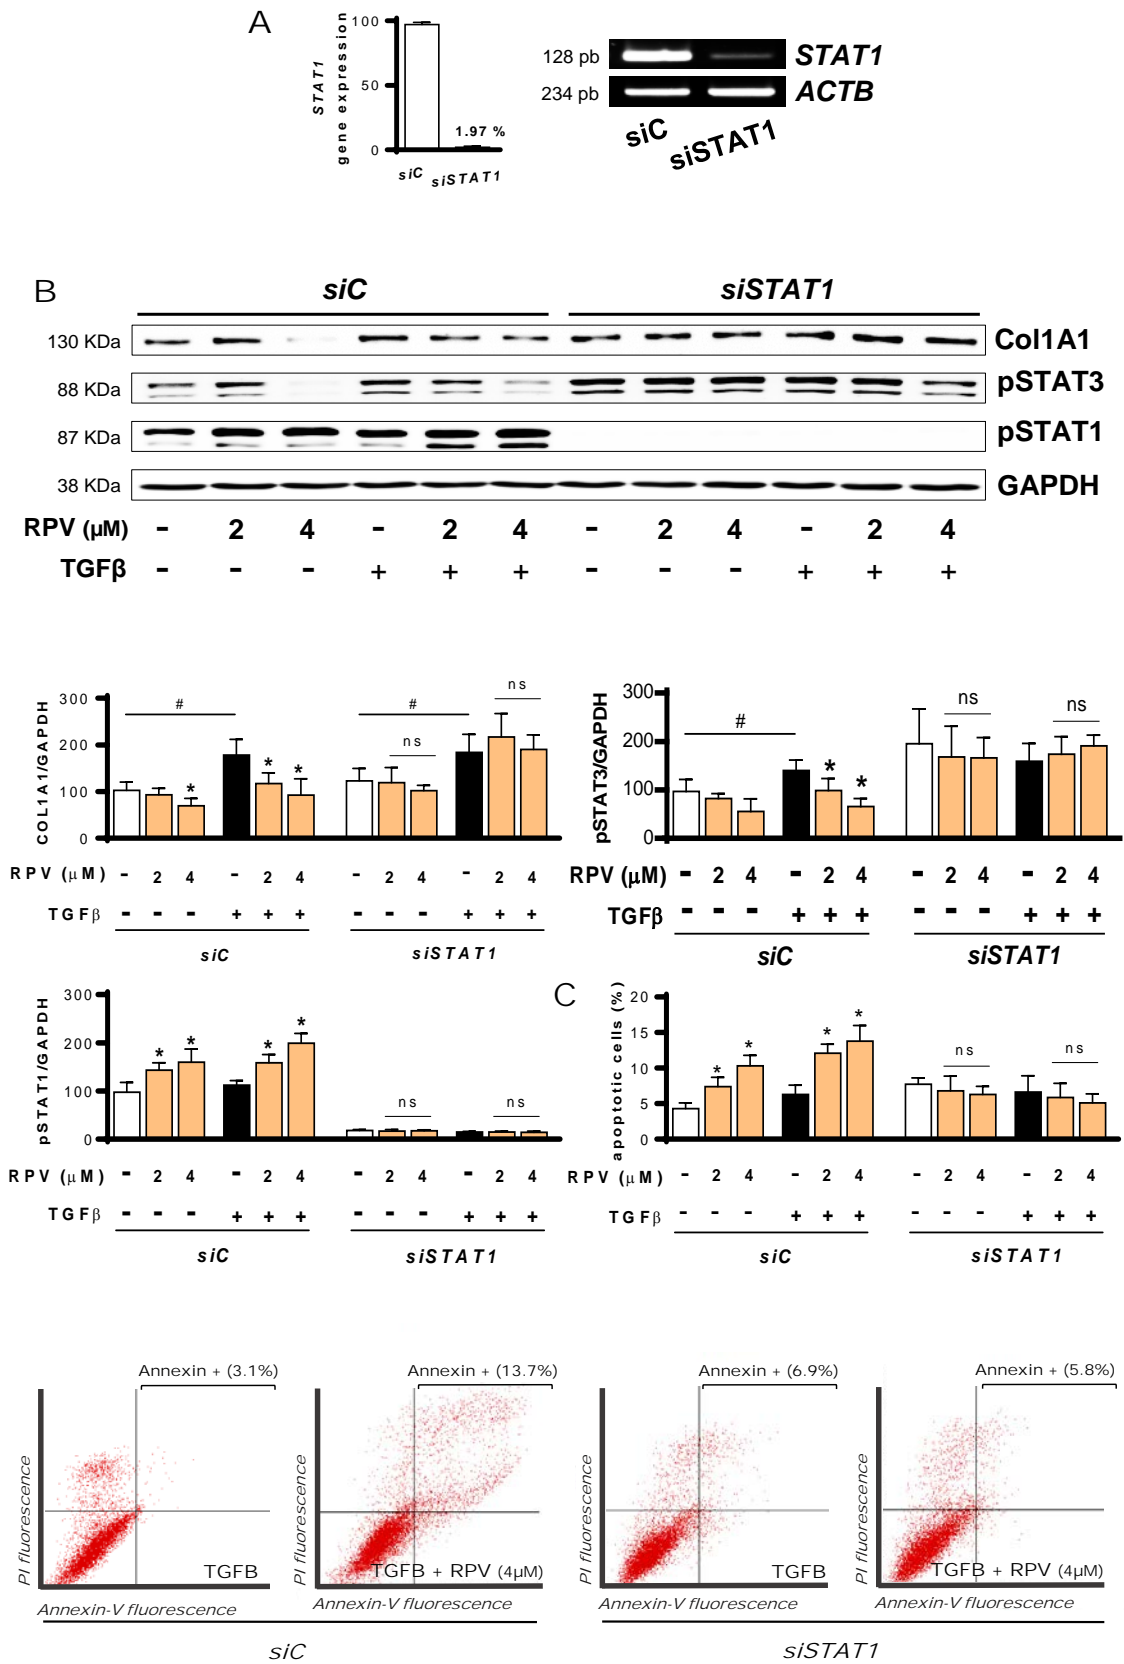 A
STAT1
gene expression
100
50
0
1.97 %
siC
siSTAT1
128 pb
STAT1
234 pb
ACTB
siC
siSTAT1
B
siC
siSTAT1
130 KDa
Col1A1
88 KDa
pSTAT3
87 KDa
pSTAT1
38 KDa
GAPDH
RPV (µM) - 2 4 - 2 4 - 2 4 - 2 4
TGFβ - - - + + + - - - + + +
COL1A1/GAPDH
300
200
100
0
#
*
*
*
#
ns
ns
RPV (µM) - 2 4 - 2 4 - 2 4 - 2 4
TGFβ - - - + + + - - - + + +
siC
siSTAT1
pSTAT3/GAPDH
300
200
100
0
#
*
*
ns
ns
RPV (µM) - 2 4 - 2 4 - 2 4 - 2 4
TGFβ - - - + + + - - - + + +
siC
siSTAT1
pSTAT1/GAPDH
300
200
100
0
*
*
*
*
ns
ns
RPV (µM) - 2 4 - 2 4 - 2 4 - 2 4
TGFβ - - - + + + - - - + + +
siC
siSTAT1
C
apoptotic cells (%)
20
15
10
5
0
*
*
*
*
ns
ns
RPV (µM) - 2 4 - 2 4 - 2 4 - 2 4
TGFβ - - - + + + - - - + + +
siC
siSTAT1
Annexin + (3.1%)
PI fluorescence
TGFB
Annexin-V fluorescence
Annexin + (13.7%)
PI fluorescence
TGFB + RPV (4µM)
Annexin-V fluorescence
siC
Annexin + (6.9%)
PI fluorescence
TGFB
Annexin-V fluorescence
Annexin + (5.8%)
PI fluorescence
TGFB + RPV (4µM)
Annexin-V fluorescence
siSTAT1